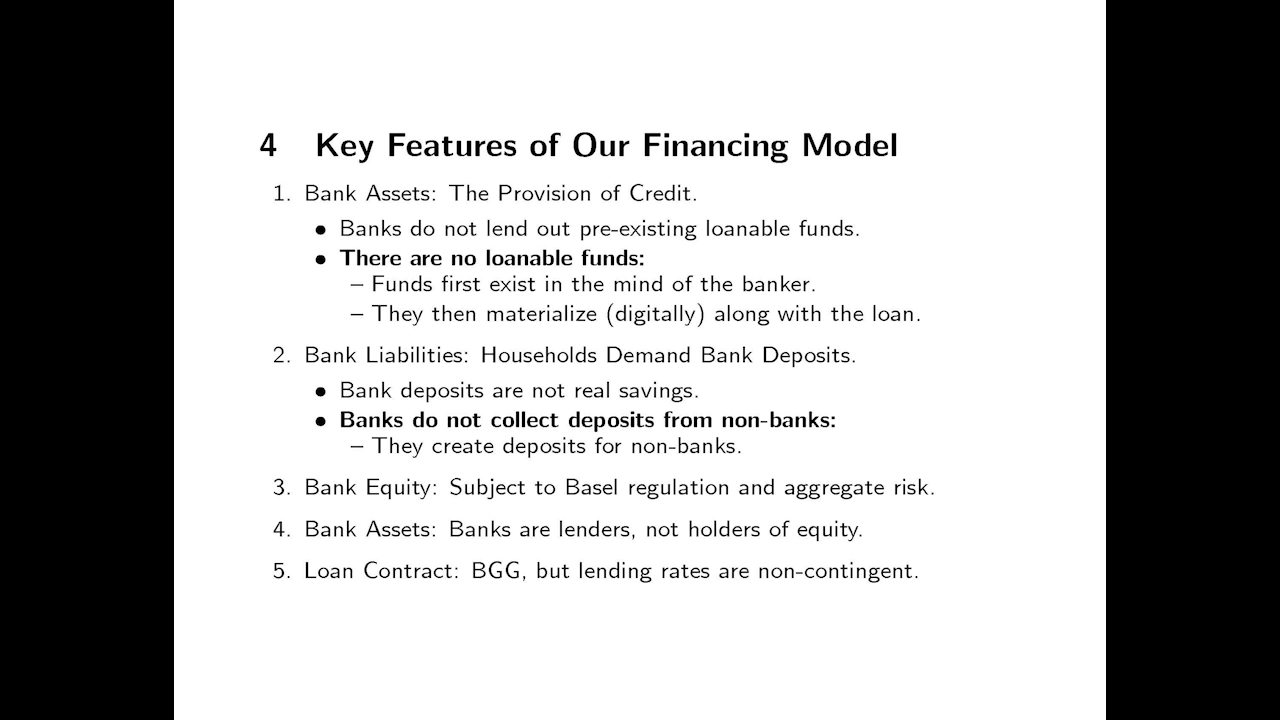 4 Key Features of Our Financing Model
1. Bank Assets: The Provision of Credit.
• Banks do not lend out pre-existing loanable funds.
• There are no loanable funds:
– Funds first exist in the mind of the banker.
– They then materialize (digitally) along with the loan.
2. Bank Liabilities: Households Demand Bank Deposits.
• Bank deposits are not real savings.
• Banks do not collect deposits from non-banks:
– They create deposits for non-banks.
3. Bank Equity: Subject to Basel regulation and aggregate risk.
4. Bank Assets: Banks are lenders, not holders of equity.
5. Loan Contract: BGG, but lending rates are non-contingent.